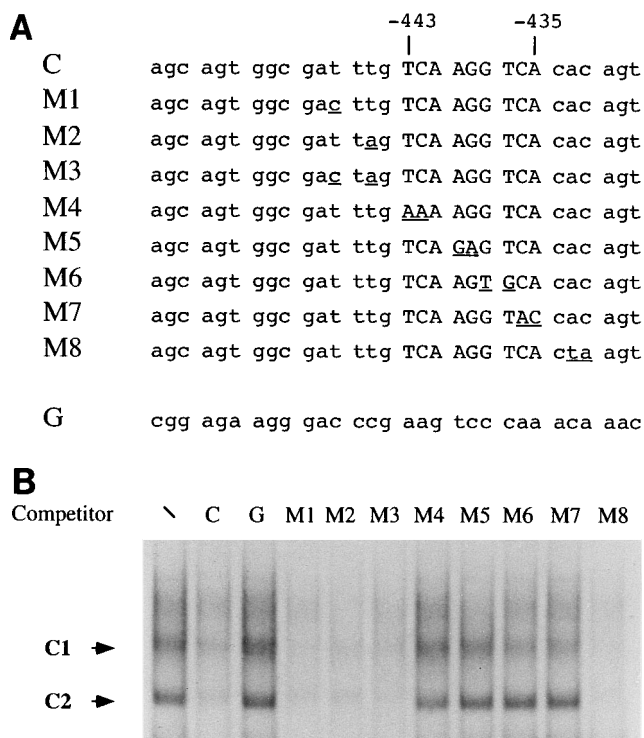 A
-443 -435
C agc agt ggc gat ttg TCA AGG TCA cac agt
M1 agc agt ggc gac ttg TCA AGG TCA cac agt
M2 agc agt ggc gat tag TCA AGG TCA cac agt
M3 agc agt ggc gac tag TCA AGG TCA cac agt
M4 agc agt ggc gat ttg AAA AGG TCA cac agt
M5 agc agt ggc gat ttg TCA GAG TCA cac agt
M6 agc agt ggc gat ttg TCA AGT GCA cac agt
M7 agc agt ggc gat ttg TCA AGG TAC cac agt
M8 agc agt ggc gat ttg TCA AGG TCA cta agt
G cgg aga agg gac ccg aag tcc caa aca aac
B
Competitor \ C G M1 M2 M3 M4 M5 M6 M7 M8
C1
C2